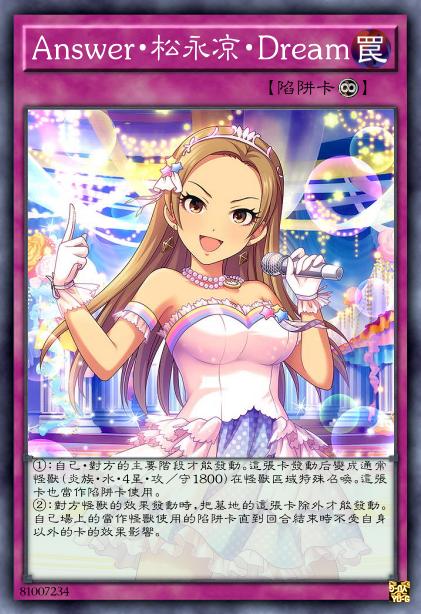 Answer・松永涼・Dream 罠
【陷阱卡♾】
①：自己・對方的主要階段才能發動。這張卡發動后變成通常
怪獸（炎族・水・4星・攻／守1800）在怪獸區域特殊召喚。這張
卡也當作陷阱卡使用。
②：對方怪獸的效果發動時，把墓地的這張卡除外才能發動。
自己場上的當作怪獸使用的陷阱卡直到回合結束時不受自身
以外的卡的效果影響。
81007234